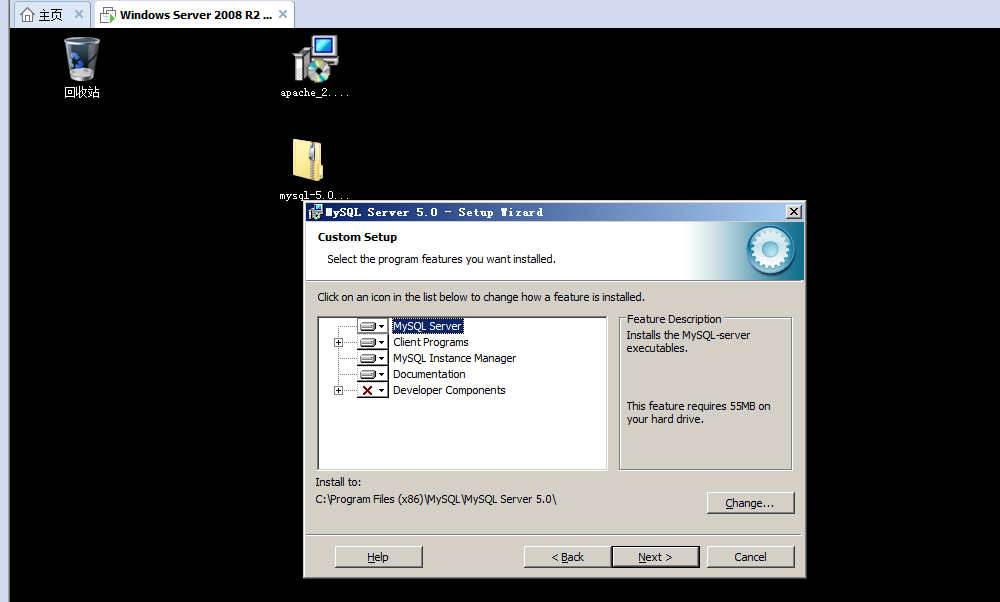 主页
Windows Server 2008 R2 ...
回收站
apache_2....
mysql-5.0...
MySQL Server 5.0 - Setup Wizard
Custom Setup
Select the program features you want installed.
Click on an icon in the list below to change how a feature is installed.
MySQL Server
Client Programs
MySQL Instance Manager
Documentation
Developer Components
Feature Description
Installs the MySQL-server
executables.
This feature requires 55MB on
your hard drive.
Install to:
C:\Program Files (x86)\MySQL\MySQL Server 5.0\
Change...
Help
< Back
Next >
Cancel